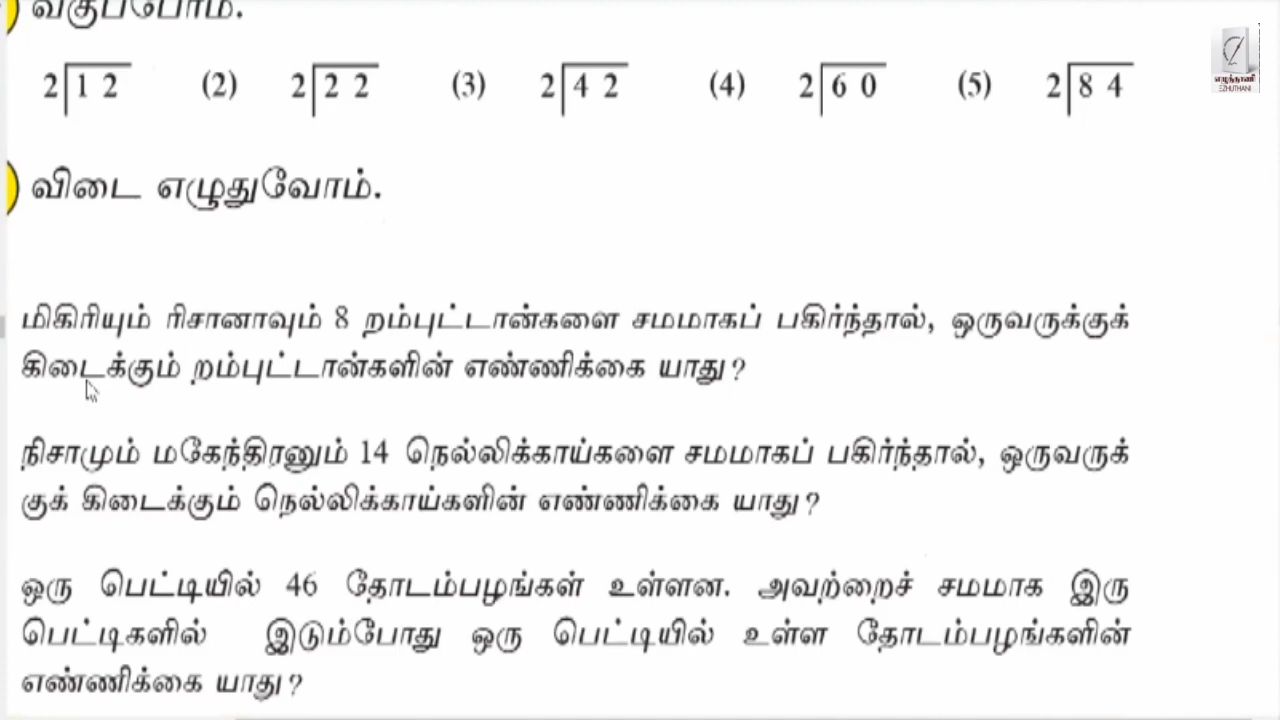 வகுப்போம்.
2 1 2 (2) 2 2 2 (3) 2 4 2 (4) 2 6 0 (5) 2 8 4
எழுத்தாணி
EZHUTHANI
விடை எழுதுவோம்.
மிகிரியும் ரிசானாவும் 8 றம்புட்டான்களை சமமாகப் பகிர்ந்தால், ஒருவருக்குக்
கிடைக்கும் றம்புட்டான்களின் எண்ணிக்கை யாது?
நிசாமும் மகேந்திரனும் 14 நெல்லிக்காய்களை சமமாகப் பகிர்ந்தால், ஒருவருக்
குக் கிடைக்கும் நெல்லிக்காய்களின் எண்ணிக்கை யாது?
ஒரு பெட்டியில் 46 தோடம்பழங்கள் உள்ளன. அவற்றைச் சமமாக இரு
பெட்டிகளில் இடும்போது ஒரு பெட்டியில் உள்ள தோடம்பழங்களின்
எண்ணிக்கை யாது?